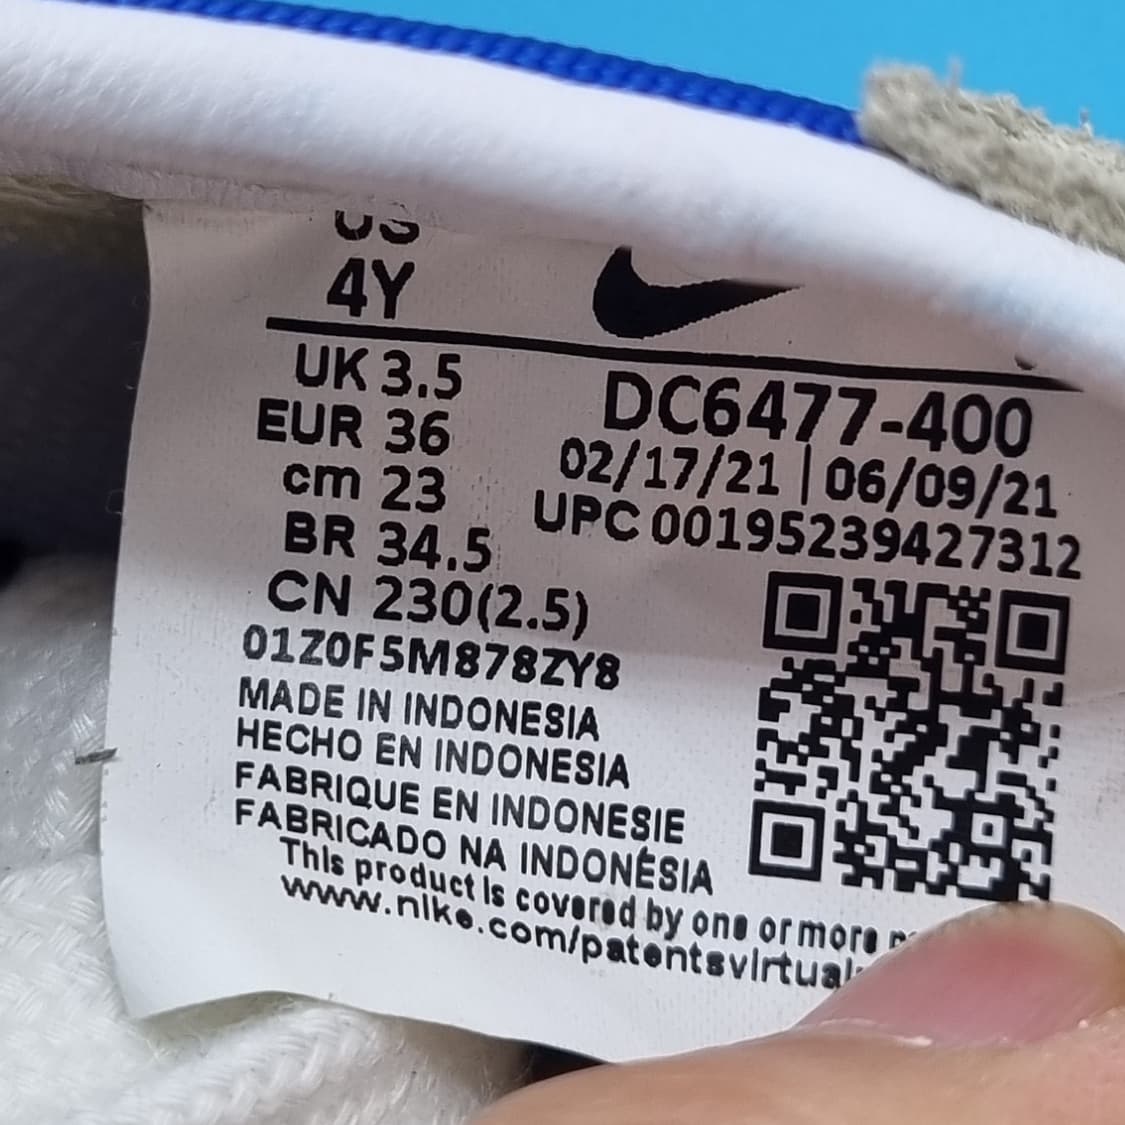 US
4Y
UK 3.5
EUR 36
cm 23
BR 34.5
CN 230(2.5)
DC6477-400
02/17/21 | 06/09/21
UPC 00195239427312
01Z0F5M878ZY8
MADE IN INDONESIA
HECHO EN INDONESIA
FABRIQUE EN INDONESIE
FABRICADO NA INDONÉSIA
This product is covered by one or more
www.nike.com/patentsvirtual